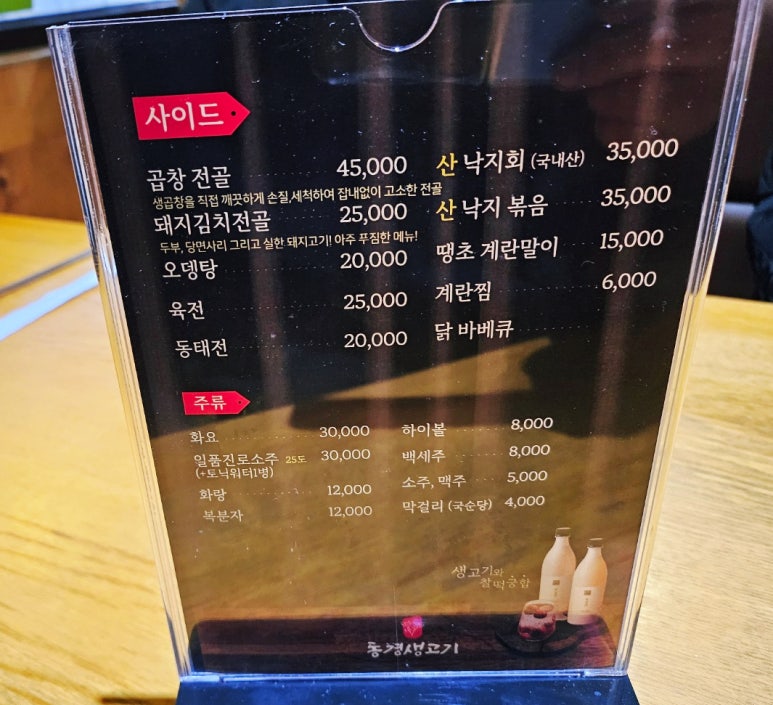 사이드
곱창 전골 45,000
생곱창을 직접 깨끗하게 손질,세척하여 잡내없이 고소한 전골
돼지김치전골 25,000
두부, 당면사리 그리고 실한 돼지고기! 아주 푸짐한 메뉴!
오뎅탕 20,000
육전 25,000
동태전 20,000
산 낙지회 (국내산) 35,000
산 낙지 볶음 35,000
땡초 계란말이 15,000
계란찜 6,000
닭 바베큐
주류
화요 30,000
일품진로소주 25도 30,000
(+토닉워터1병)
화랑 12,000
복분자 12,000
하이볼 8,000
백세주 8,000
소주, 맥주 5,000
막걸리 (국순당) 4,000
생고기와
찰떡궁합
동경생고기